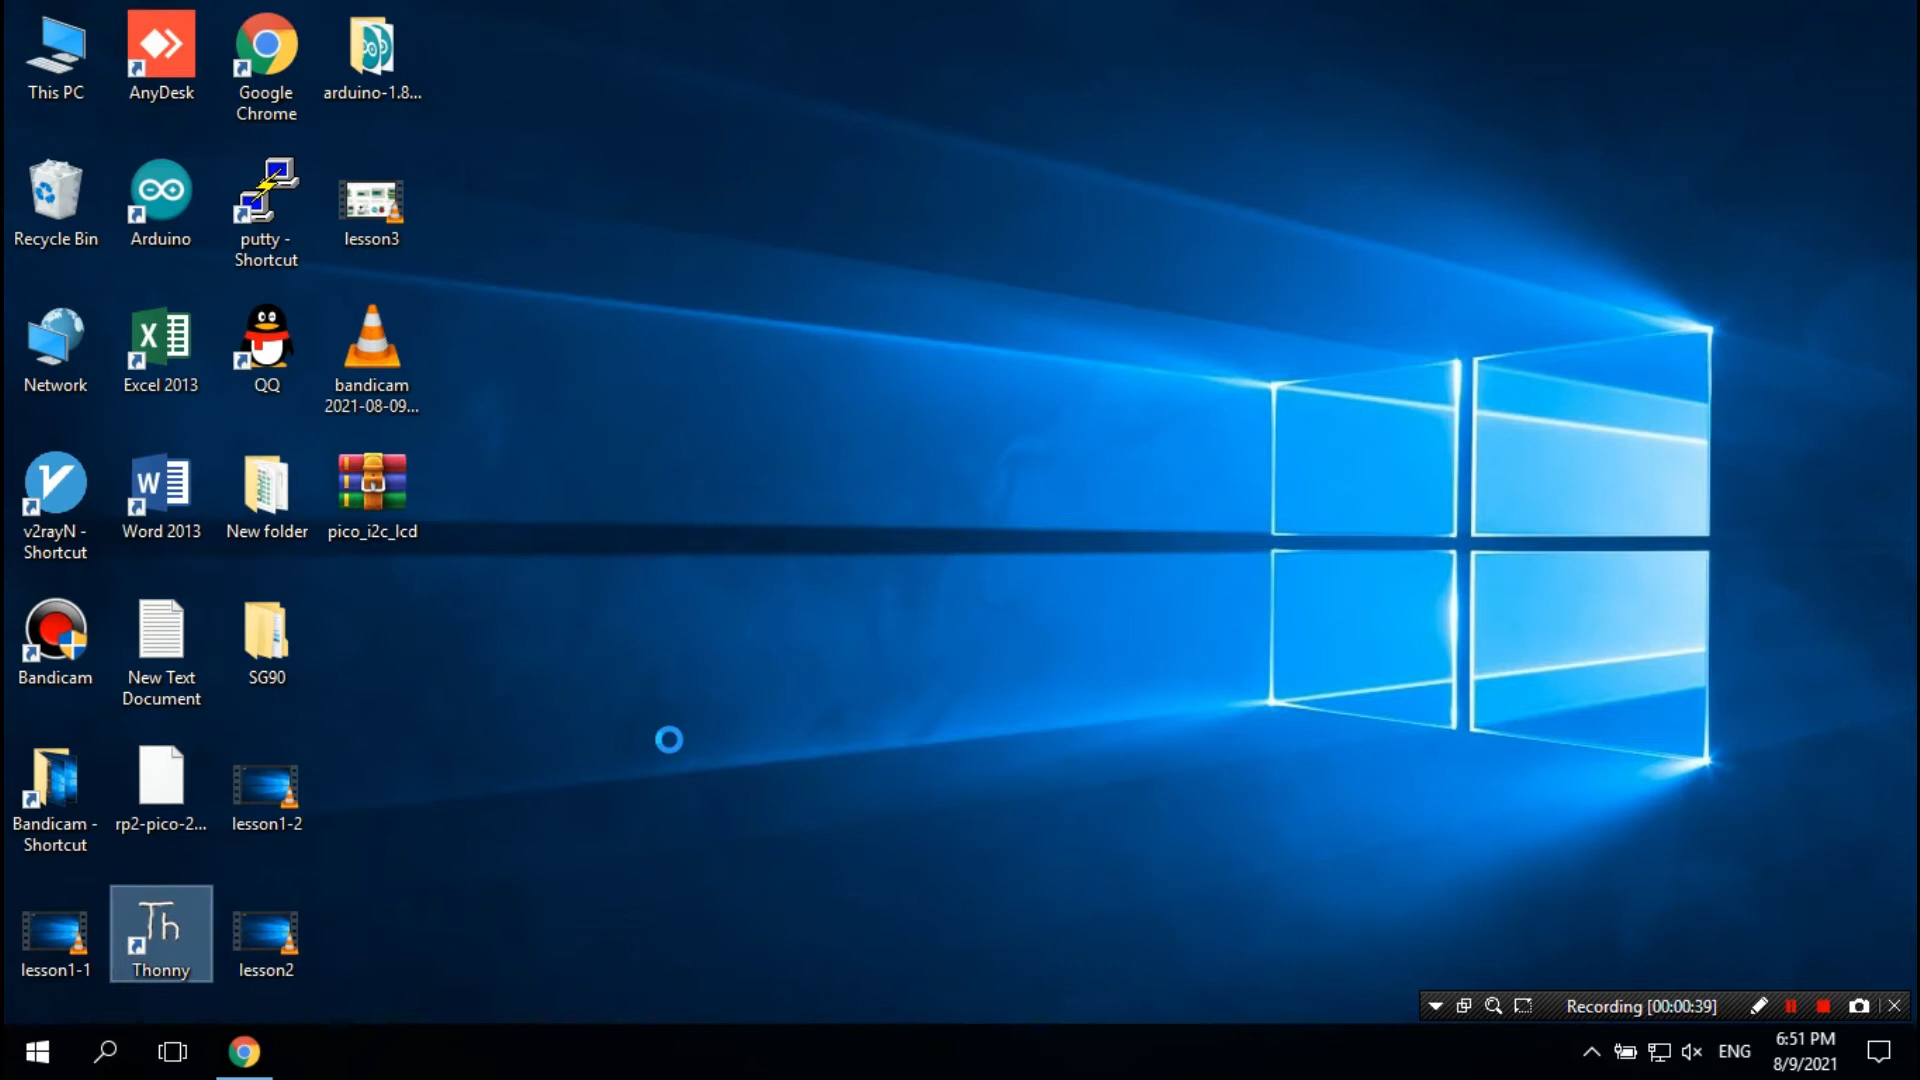 This PC
AnyDesk
Google
Chrome
arduino-1.8...
Recycle Bin
Arduino
putty -
Shortcut
lesson3
Network
Excel 2013
QQ
bandicam
2021-08-09...
v2rayN -
Shortcut
Word 2013
New folder
pico_i2c_lcd
Bandicam
New Text
Document
SG90
Bandicam -
Shortcut
rp2-pico-2...
lesson1-2
lesson1-1
Th
Thonny
lesson2
Recording [00:00:39]
ENG
6:51 PM
8/9/2021